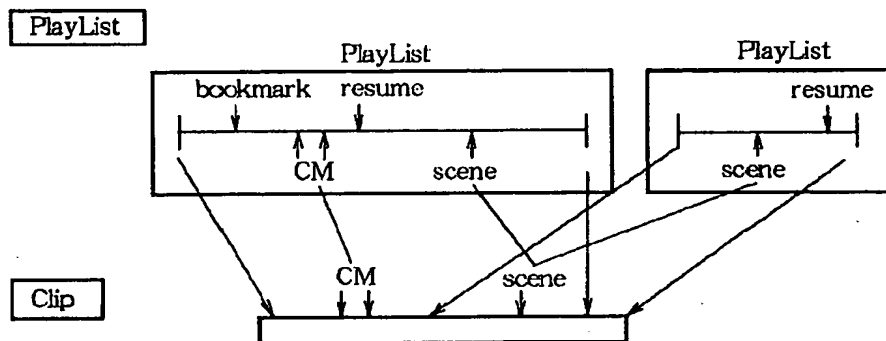 PlayList
PlayList PlayList
bookmark resume resume
CM scene scene
CM scene
Clip